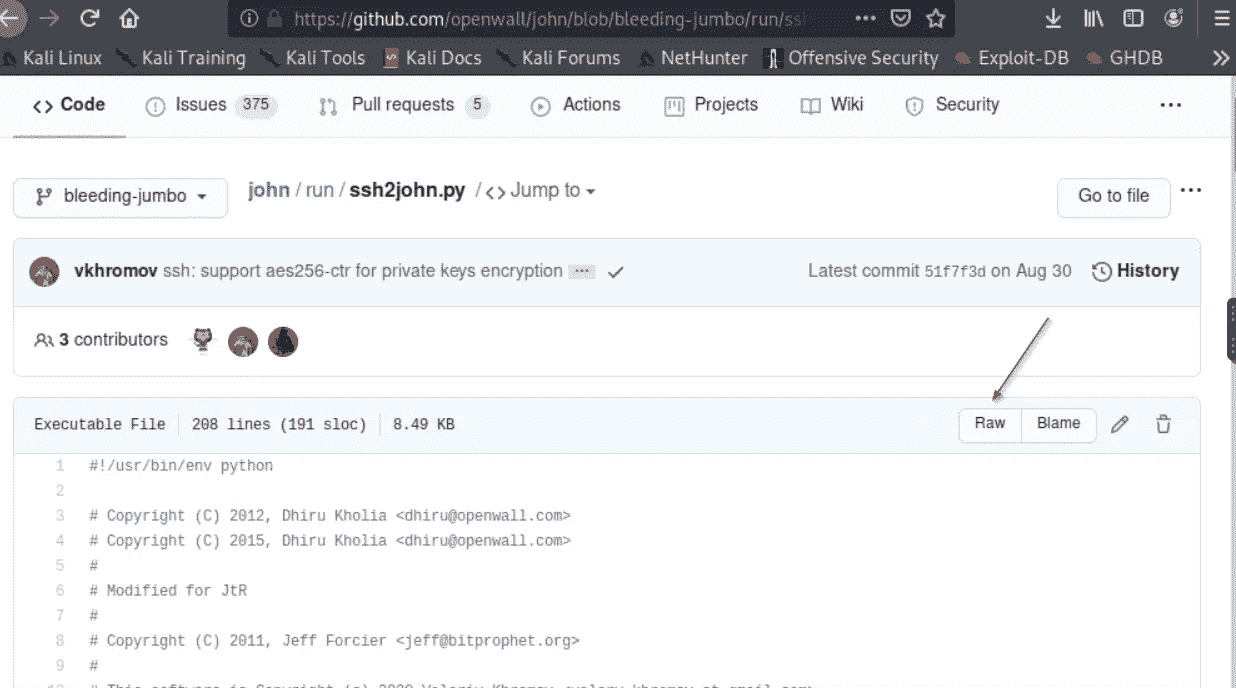 https://github.com/openwall/john/blob/bleeding-jumbo/run/ss
Kali Linux Kali Training Kali Tools Kali Docs Kali Forums NetHunter Offensive Security Exploit-DB GHDB
Code Issues 375 Pull requests 5 Actions Projects Wiki Security
bleeding-jumbo john / run / ssh2john.py / <> Jump to Go to file
vkhromov ssh: support aes256-ctr for private keys encryption Latest commit 51f7f3d on Aug 30 History
3 contributors
Executable File 208 lines (191 sloc) 8.49 KB Raw Blame
1 #!/usr/bin/env python
2
3 # Copyright (C) 2012, Dhiru Kholia <dhiru@openwall.com>
4 # Copyright (C) 2015, Dhiru Kholia <dhiru@openwall.com>
5 #
6 # Modified for JtR
7 #
8 # Copyright (C) 2011, Jeff Forcier <jeff@bitprophet.org>
9 #